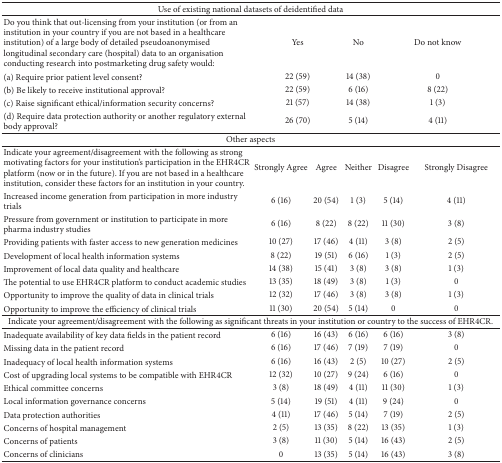 Use of existing national datasets of deidentified data
Do you think that out-licensing from your institution (or from an
institution in your country if you are not based in a healthcare
institution) of a large body of detailed pseudoanonymised
longitudinal secondary care (hospital) data to an organisation
conducting research into postmarketing drug safety would: Yes No Do not know
(a) Require prior patient level consent? 22 (59) 14 (38) 0
(b) Be likely to receive institutional approval? 22 (59) 6 (16) 8 (22)
(c) Raise significant ethical/information security concerns? 21 (57) 14 (38) 1 (3)
(d) Require data protection authority or another regulatory external
body approval? 26 (70) 5 (14) 4 (11)
Other aspects
Indicate your agreement/disagreement with the following as strong
motivating factors for your institution's participation in the EHR4CR
platform (now or in the future). If you are not based in a healthcare
institution, consider these factors for an institution in your country. Strongly Agree Agree Neither Disagree Strongly Disagree
Increased income generation from participation in more industry
trials 6 (16) 20 (54) 1 (3) 5 (14) 4 (11)
Pressure from government or institution to participate in more
pharma industry studies 6 (16) 8 (22) 8 (22) 11 (30) 3 (8)
Providing patients with faster access to new generation medicines 10 (27) 17 (46) 4 (11) 3 (8) 2 (5)
Development of local health information systems 8 (22) 19 (51) 6 (16) 1 (3) 2 (5)
Improvement of local data quality and healthcare 14 (38) 15 (41) 3 (8) 3 (8) 1 (3)
The potential to use EHR4CR platform to conduct academic studies 13 (35) 18 (49) 3 (8) 1 (3) 0
Opportunity to improve the quality of data in clinical trials 12 (32) 17 (46) 3 (8) 3 (8) 1 (3)
Opportunity to improve the efficiency of clinical trials 11 (30) 20 (54) 5 (14) 0 0
Indicate your agreement/disagreement with the following as significant threats in your institution or country to the success of EHR4CR.
Inadequate availability of key data fields in the patient record 6 (16) 16 (43) 6 (16) 6 (16) 3 (8)
Missing data in the patient record 6 (16) 17 (46) 7 (19) 7 (19) 0
Inadequacy of local health information systems 6 (16) 16 (43) 2 (5) 10 (27) 2 (5)
Cost of upgrading local systems to be compatible with EHR4CR 12 (32) 10 (27) 9 (24) 6 (16) 0
Ethical committee concerns 3 (8) 18 (49) 4 (11) 11 (30) 1 (3)
Local information governance concerns 5 (14) 19 (51) 4 (11) 9 (24) 0
Data protection authorities 4 (11) 17 (46) 5 (14) 7 (19) 2 (5)
Concerns of hospital management 2 (5) 13 (35) 8 (22) 13 (35) 1 (3)
Concerns of patients 3 (8) 11 (30) 5 (14) 16 (43) 2 (5)
Concerns of clinicians 0 13 (35) 5 (14) 16 (43) 3 (8)